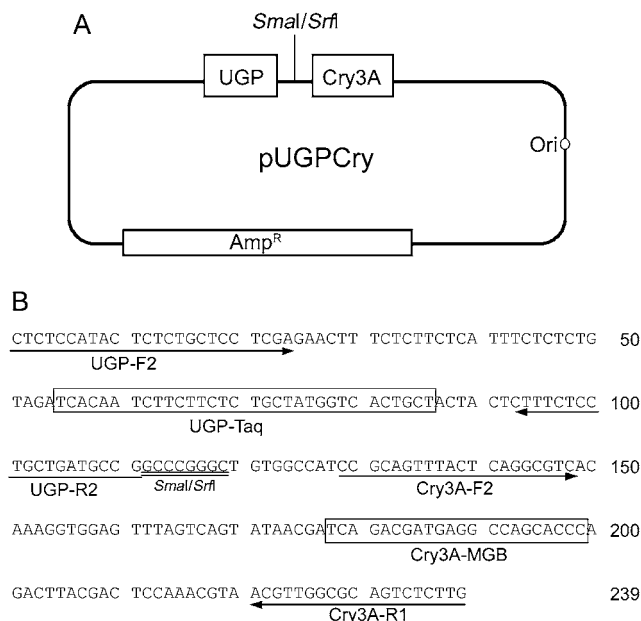 A
SmaI/SrfI
UGP
Cry3A
Ori
pUGPCry
Amp^R
B
CTCTCCATAC TCTCTGCTCC TCGAGAACTT TCTCTTCTCA TTTCTCTCTG 50
UGP-F2
TAGATCACAA TCTTCTTCTC TGCTATGGTC ACTGCTACTA CTCTTTCTCC 100
UGP-Taq
TGCTGATGCC GGCCCGGGCT GTGGCCATCC GCAGTTTACT CAGGCGTCAC 150
UGP-R2 SmaI/SrfI Cry3A-F2
AAAGGTGGAG TTTAGTCAGT ATAACGATCA GACGATGAGG CCAGCACCCA 200
Cry3A-MGB
GACTTACGAC TCCAAACGTA ACGTTGGCGC AGTCTCTTG 239
Cry3A-R1